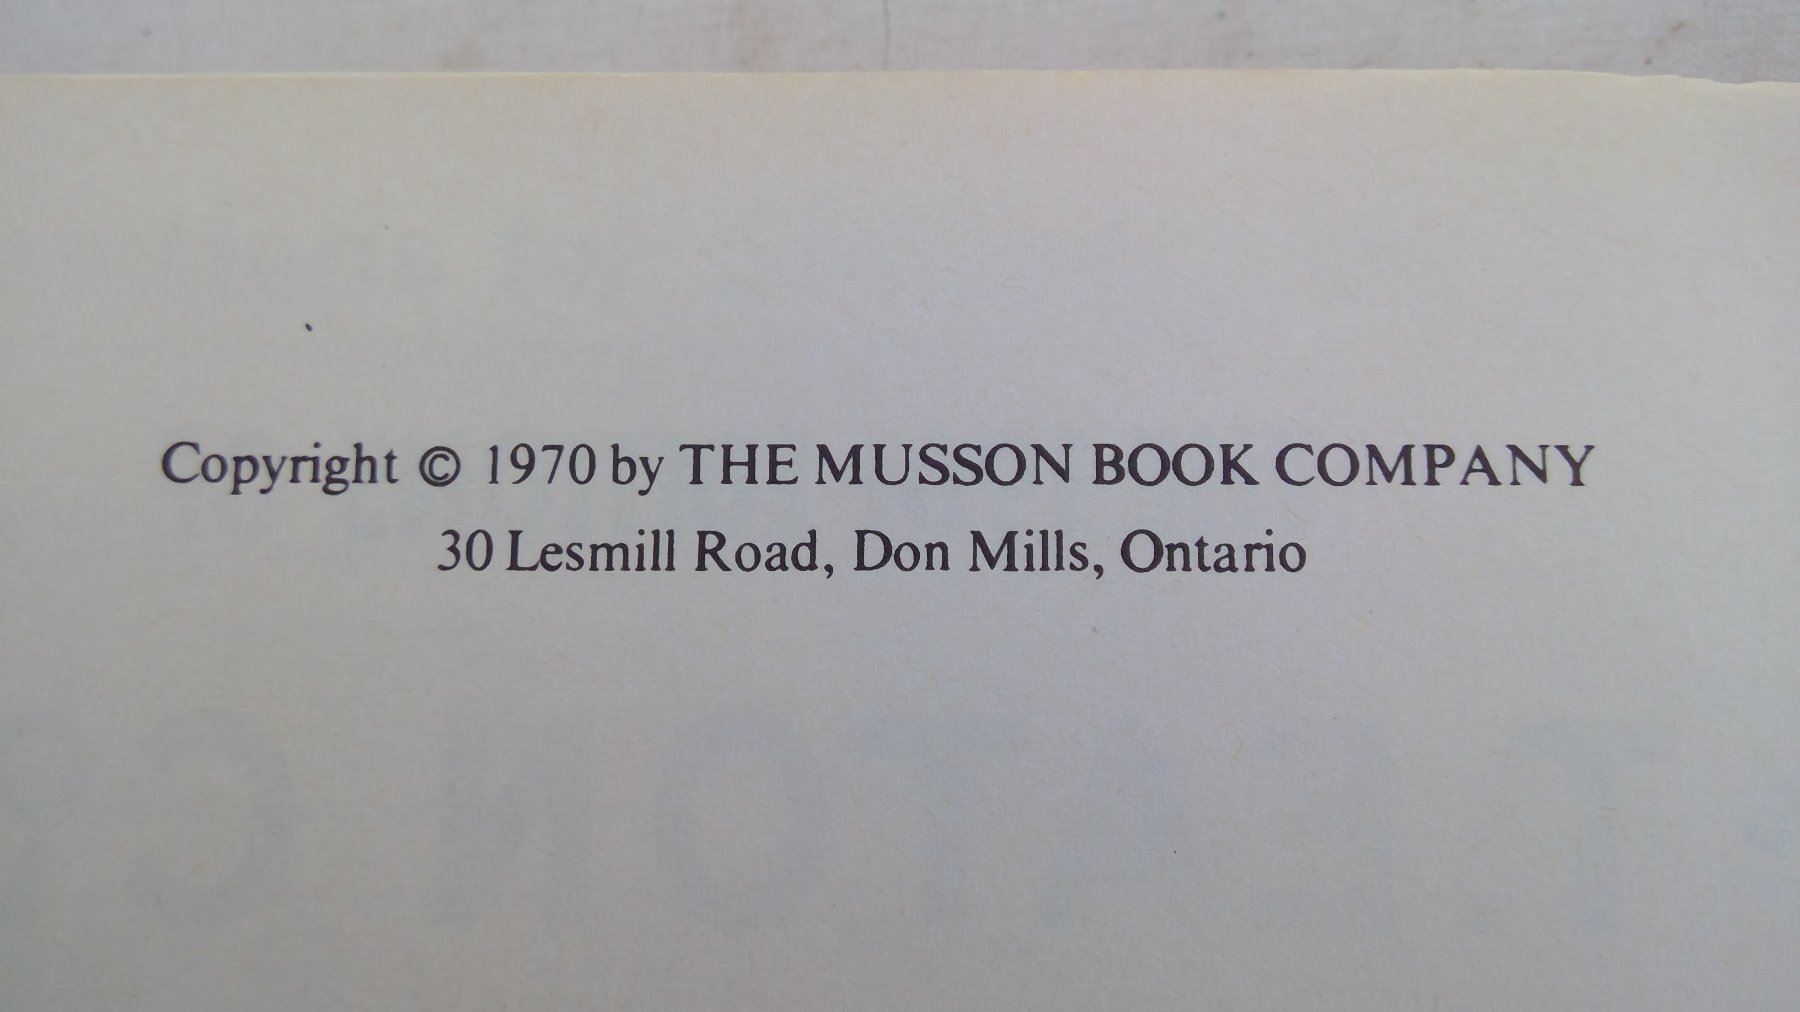 Copyright © 1970 by THE MUSSON BOOK COMPANY
30 Lesmill Road, Don Mills, Ontario